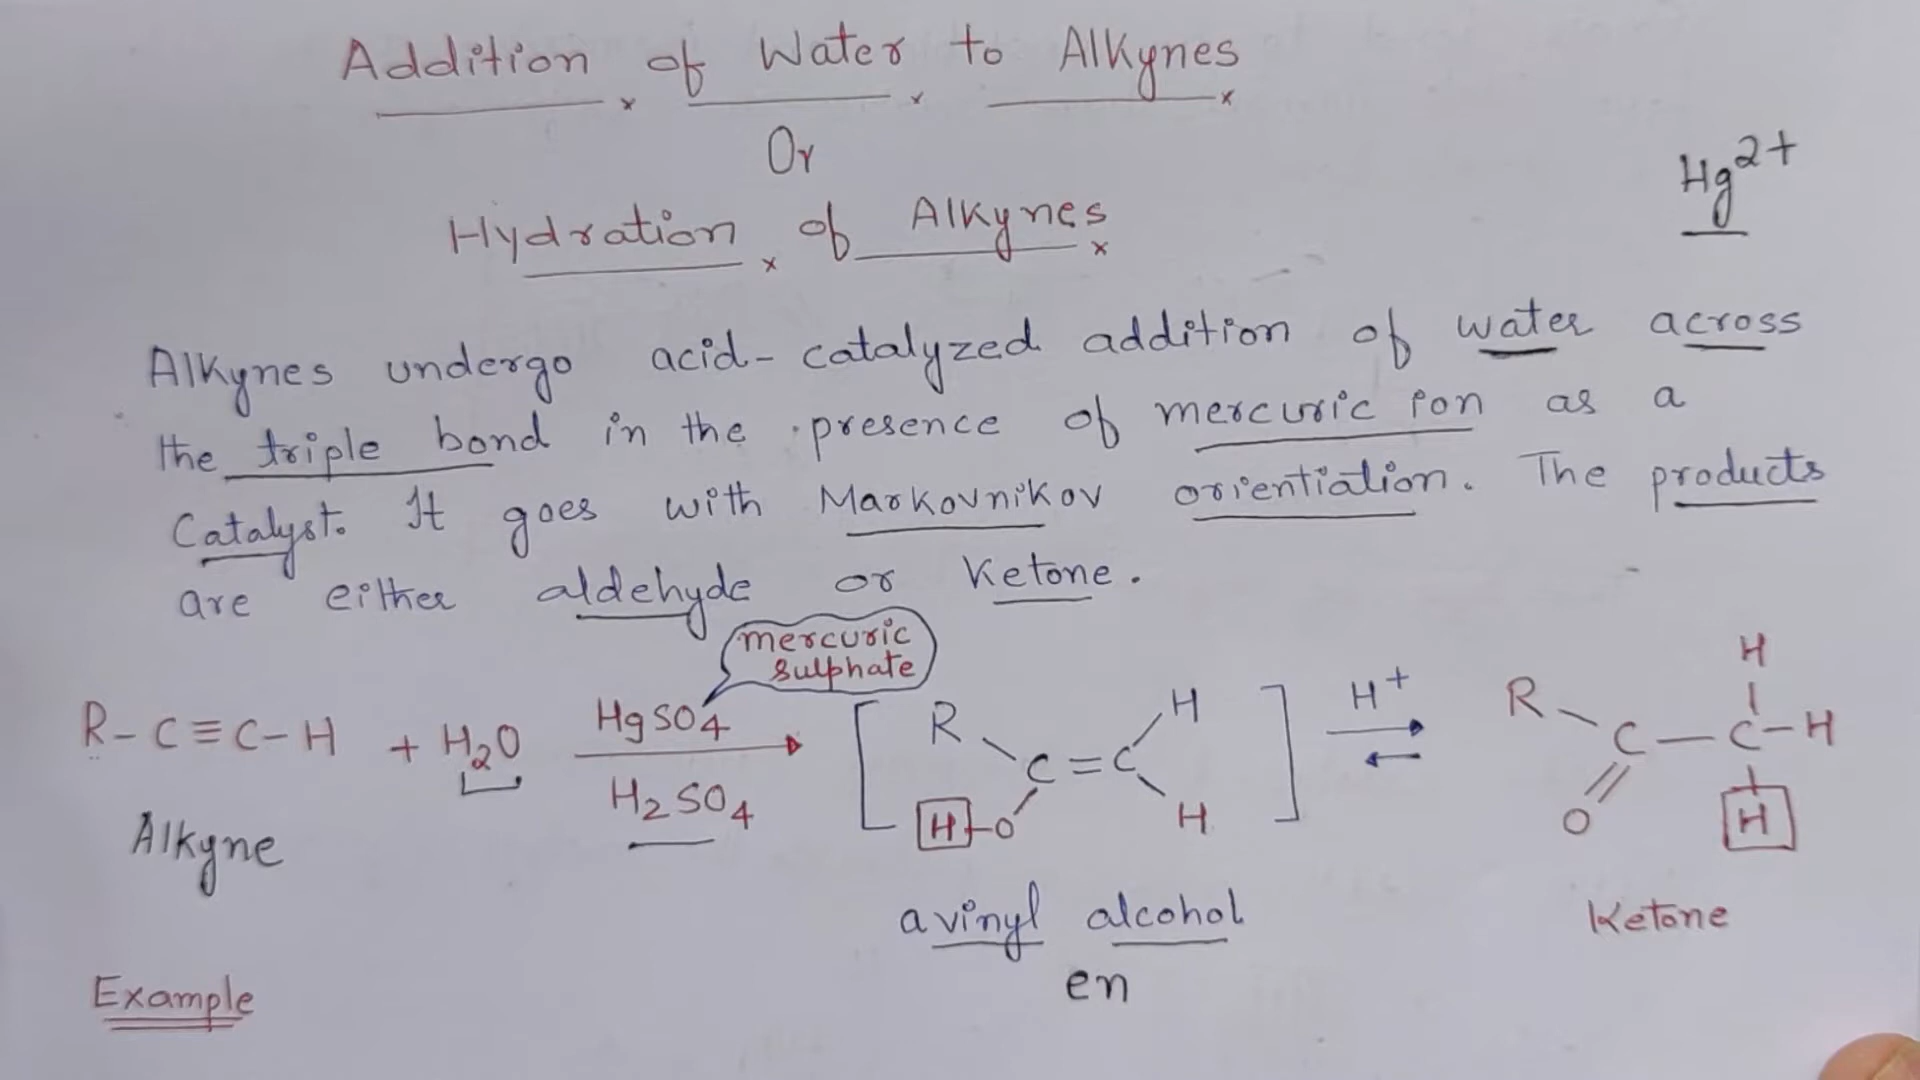 Addition of Water to Alkynes
Or
Hydration of Alkynes
Hg2+
Alkynes undergo acid-catalyzed addition of water across
the triple bond in the presence of mercuric ion as a
Catalyst. It goes with Markovnikov orientiation. The products
are either aldehyde or Ketone.
mercuric
sulphate
R-C≡C-H + H2O HgSO4 H2SO4 [ R C=C H H-O H ] H+ R C-C-H O H H
Alkyne
a vinyl alcohol
en
Ketone
Example